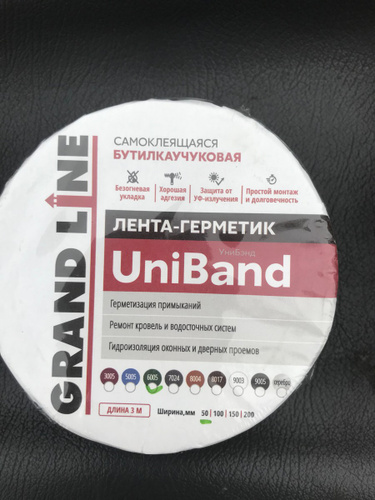 GRAND LINE
САМОКЛЕЯЩАЯСЯ
БУТИЛКАУЧУКОВАЯ
Безогневая укладка
Хорошая адгезия
Защита от УФ-излучения
Простой монтаж и долговечность
ЛЕНТА-ГЕРМЕТИК
УниБэнд
UniBand
Герметизация примыканий
Ремонт кровель и водосточных систем
Гидроизоляция оконных и дверных проемов
3005 5005 6005 7024 8004 8017 9003 9005 серебро
ДЛИНА 3 М
Ширина,мм 50|100|150|200